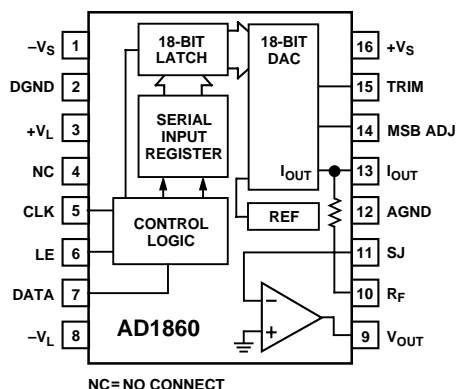 –VS 1
DGND 2
+VL 3
NC 4
CLK 5
LE 6
DATA 7
–VL 8
18-BIT
LATCH
SERIAL
INPUT
REGISTER
CONTROL
LOGIC
18-BIT
DAC
IOUT
REF
–
+
AD1860
16 +VS
15 TRIM
14 MSB ADJ
13 IOUT
12 AGND
11 SJ
10 RF
9 VOUT
NC = NO CONNECT